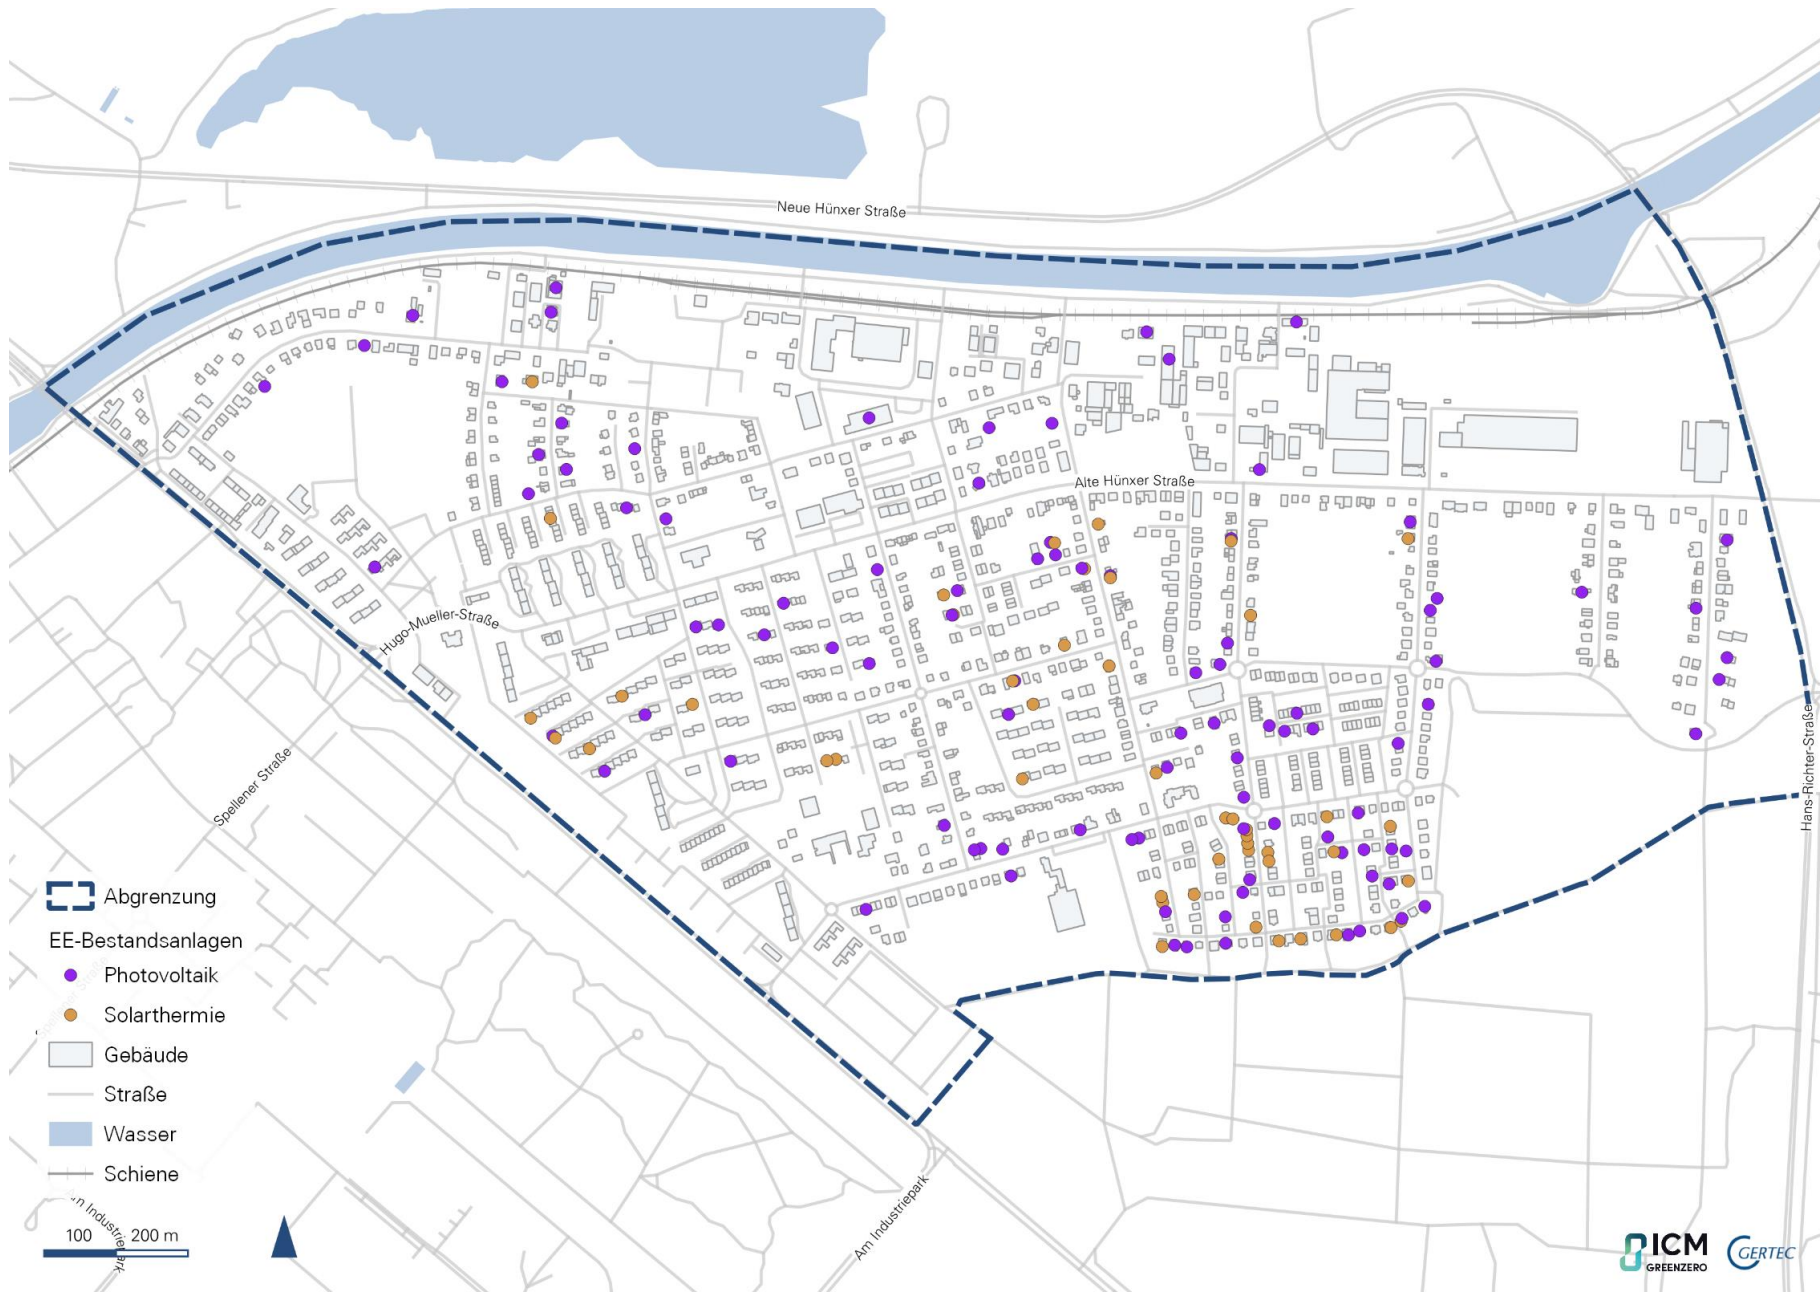 Neue Hünxer Straße
Alte Hünxer Straße
Hugo-Mueller-Straße
Spellener Straße
Hans-Richter-Straße
Abgrenzung
EE-Bestandsanlagen
Photovoltaik
Solarthermie
Gebäude
Straße
Wasser
Schiene
100 200 m
Am Industriepark
ICM
GREENZERO
GERTEC